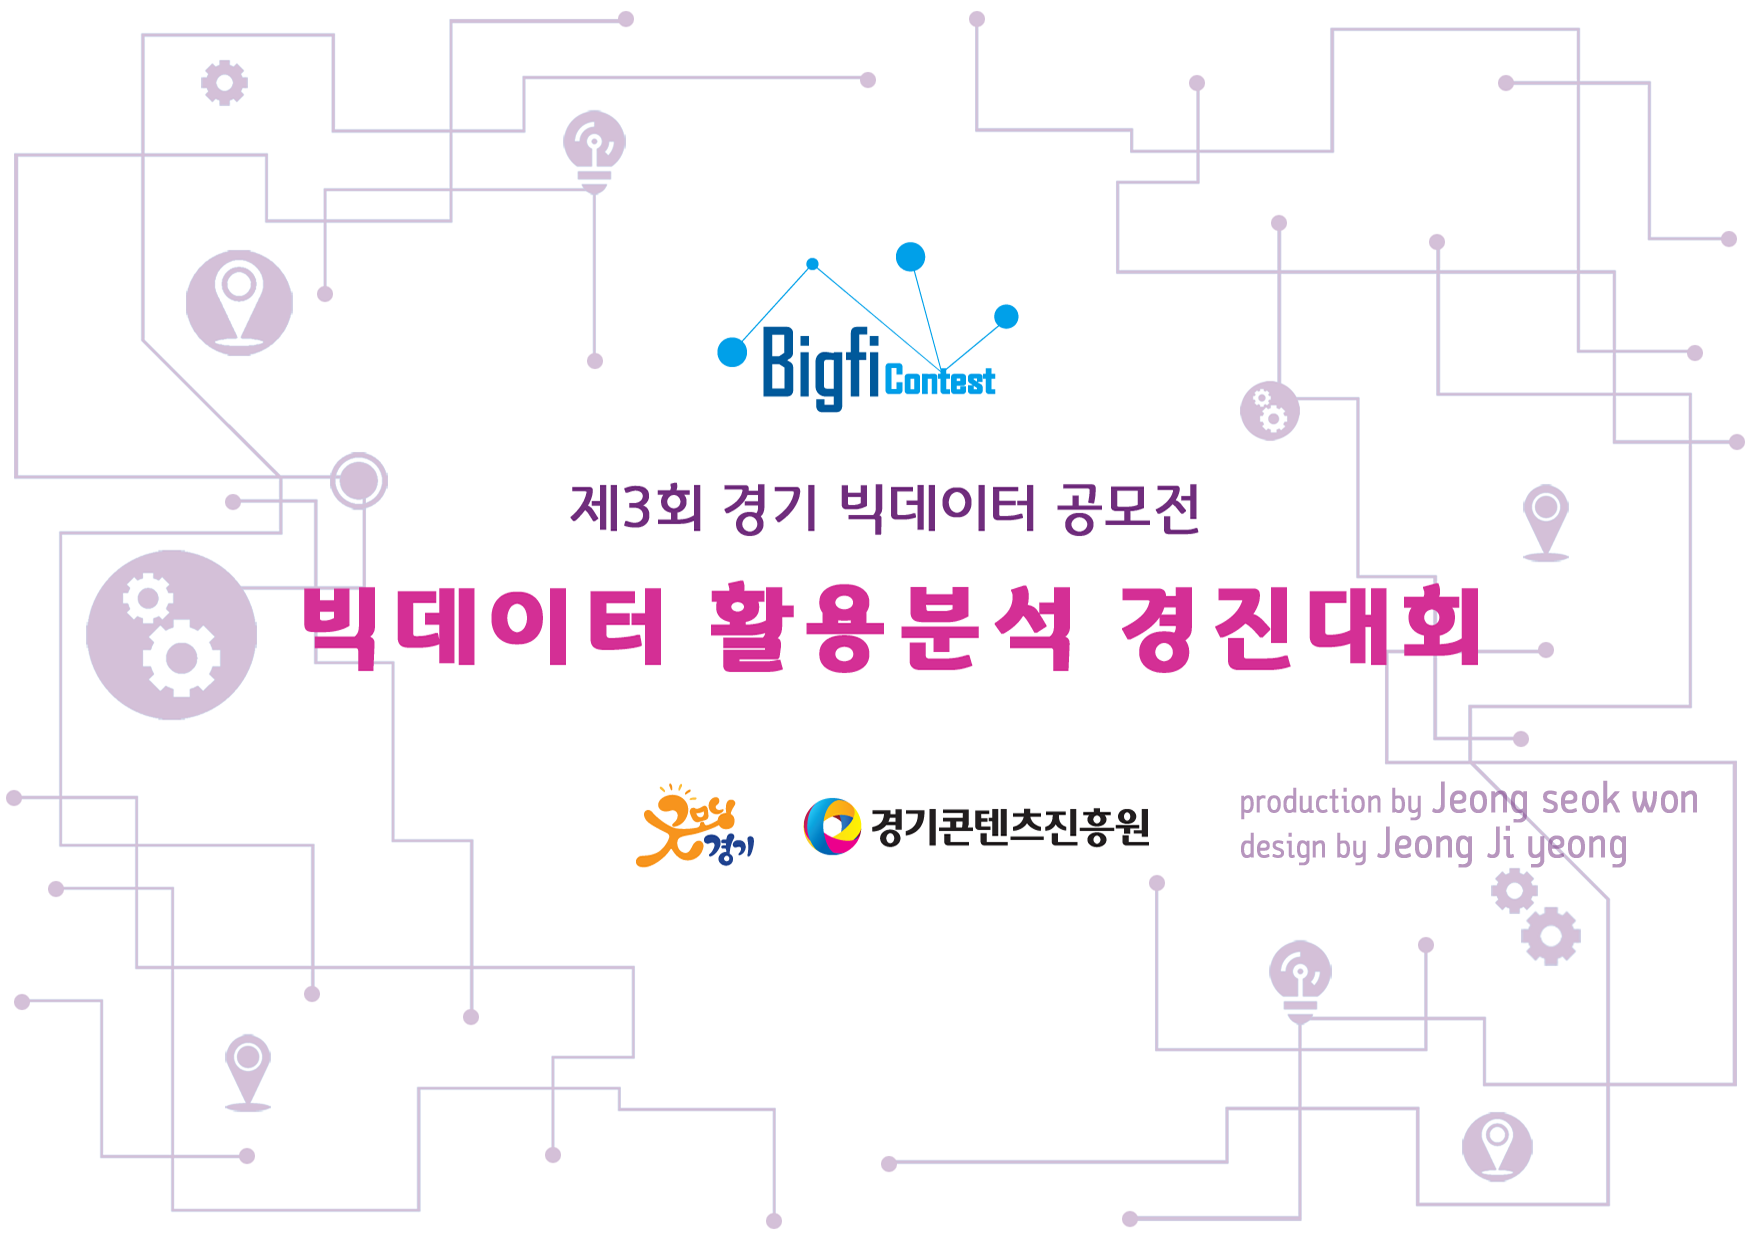 Bigfi Contest
제3회 경기 빅데이터 공모전
빅데이터 활용분석 경진대회
굿모닝 경기
경기콘텐츠진흥원
production by Jeong seok won
design by Jeong Ji yeong